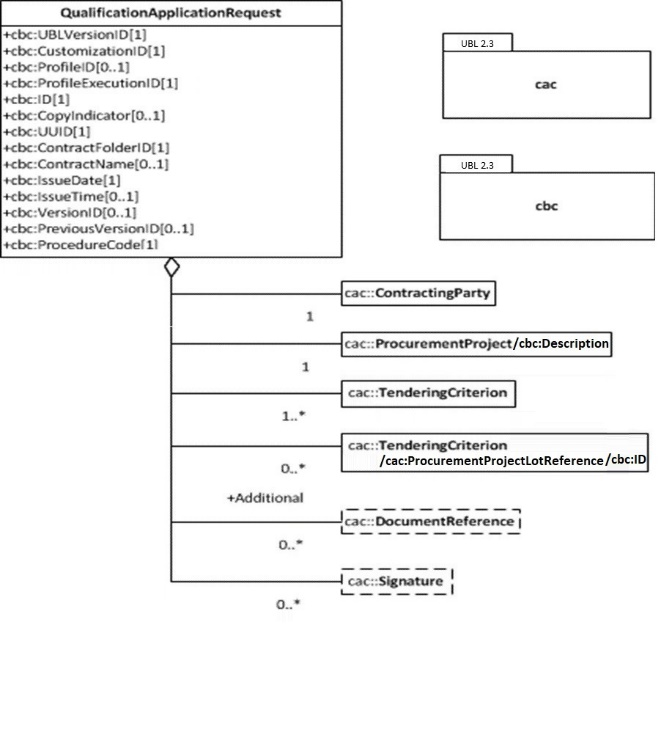 QualificationApplicationRequest
+cbc:UBLVersionID[1]
+cbc:CustomizationID[1]
+cbc:ProfileID[0..1]
+cbc:ProfileExecutionID[1]
+cbc:ID[1]
+cbc:CopyIndicator[0..1]
+cbc:UUID[1]
+cbc:ContractFolderID[1]
+cbc:ContractName[0..1]
+cbc:IssueDate[1]
+cbc:IssueTime[0..1]
+cbc:VersionID[0..1]
+cbc:PreviousVersionID[0..1]
+cbc:ProcedureCode[1]
UBL 2.3
cac
UBL 2.3
cbc
cac::ContractingParty
1
cac::ProcurementProject/cbc:Description
1
cac::TenderingCriterion
1..*
cac::TenderingCriterion
/cac:ProcurementProjectLotReference/cbc:ID
0..*
+Additional
cac::DocumentReference
0..*
cac::Signature
0..*